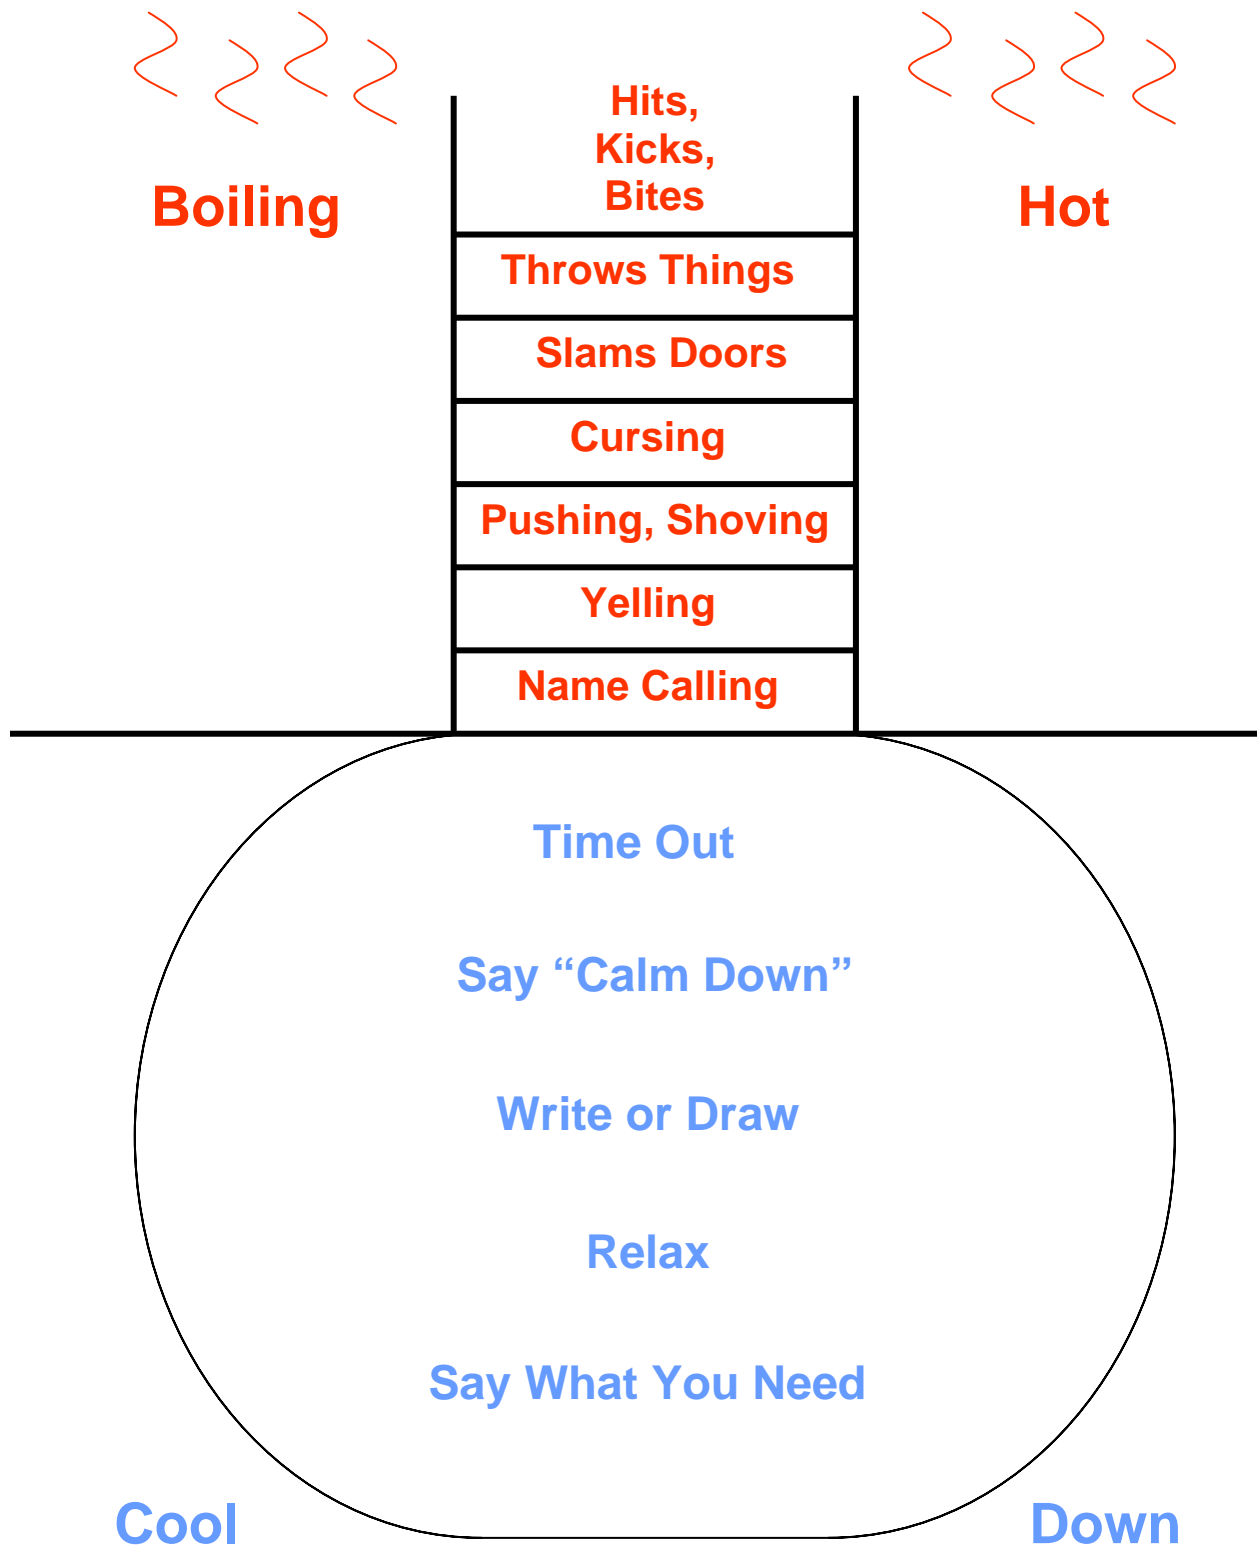 Hits,
Kicks,
Bites
Boiling
Hot
Throws Things
Slams Doors
Cursing
Pushing, Shoving
Yelling
Name Calling
Time Out
Say “Calm Down”
Write or Draw
Relax
Say What You Need
Cool
Down